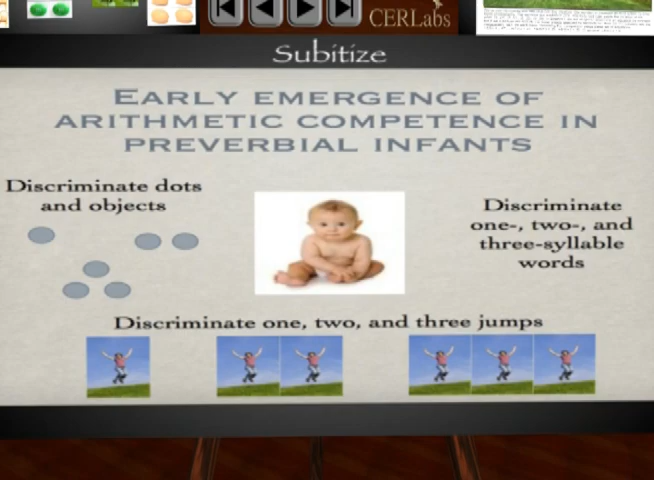 CERLabs
Subitize
EARLY EMERGENCE OF
ARITHMETIC COMPETENCE IN
PREVERBIAL INFANTS
Discriminate dots
and objects
Discriminate
one-, two-, and
three-syllable
words
Discriminate one, two, and three jumps